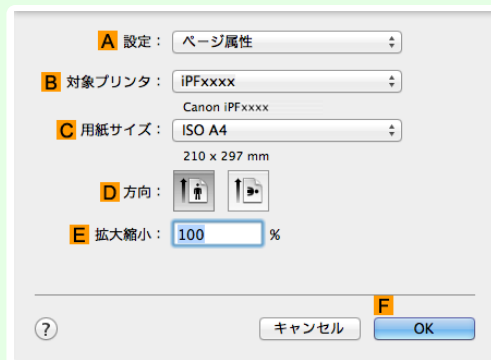 A 設定： ページ属性
B 対象プリンタ： iPFxxxx
Canon iPFxxxx
C 用紙サイズ： ISO A4
210 x 297 mm
D 方向：
E 拡大縮小： 100 %
F
? キャンセル OK